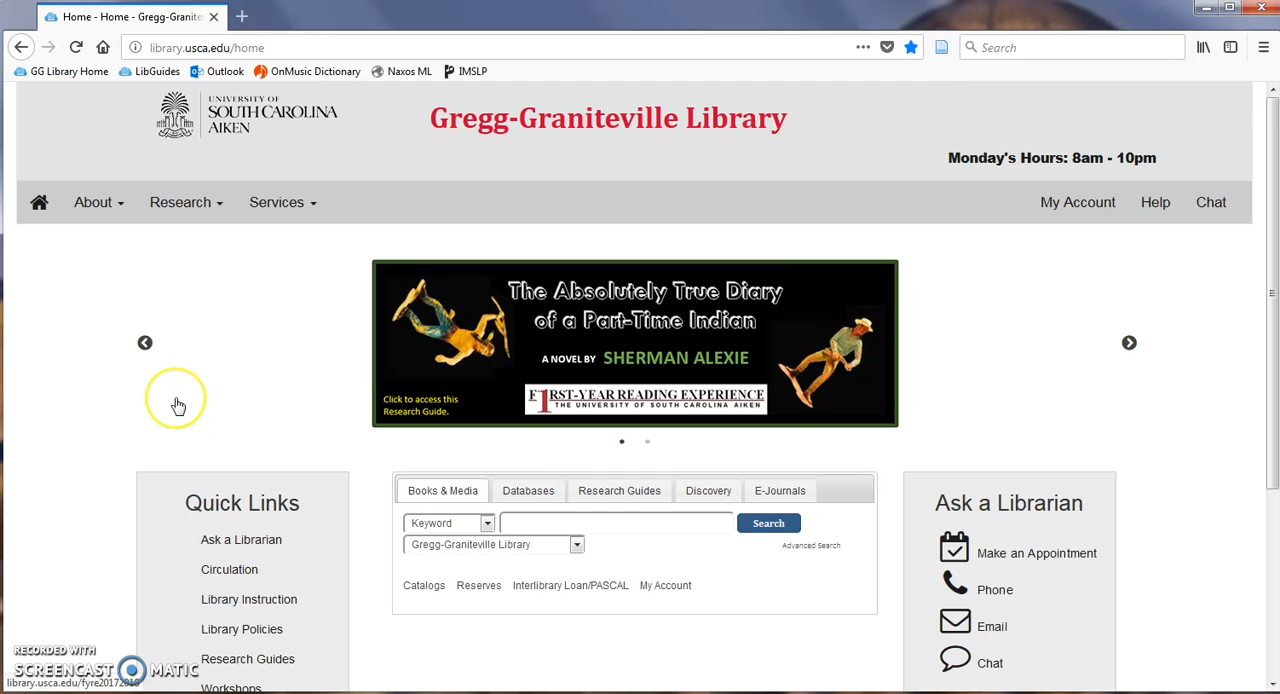 Home - Home - Gregg-Granite
library.usca.edu/home
Search
GG Library Home
LibGuides
Outlook
OnMusic Dictionary
Naxos ML
IMSLP
UNIVERSITY OF
SOUTH CAROLINA
AIKEN
Gregg-Graniteville Library
Monday's Hours: 8am - 10pm
About
Research
Services
My Account
Help
Chat
The Absolutely True Diary
of a Part-Time Indian
A NOVEL BY SHERMAN ALEXIE
Click to access this
Research Guide.
F1RST-YEAR READING EXPERIENCE
THE UNIVERSITY OF SOUTH CAROLINA AIKEN
Quick Links
Ask a Librarian
Circulation
Library Instruction
Library Policies
Research Guides
Workshops
Books & Media
Databases
Research Guides
Discovery
E-Journals
Keyword
Search
Gregg-Graniteville Library
Advanced Search
Catalogs
Reserves
Interlibrary Loan/PASCAL
My Account
Ask a Librarian
Make an Appointment
Phone
Email
Chat
RECORDED WITH
SCREENCAST MATIC
library.usca.edu/fyre20172018